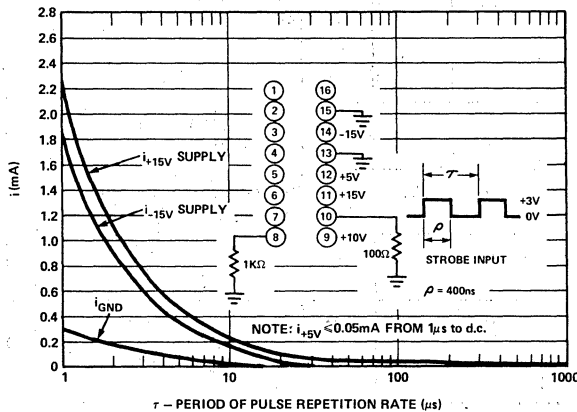 2.8
2.6
2.4
2.2
2.0
1.8
1.6
1.4
1.2
1.0
0.8
0.6
0.4
0.2
0
i (mA)
i+15V SUPPLY
i-15V SUPPLY
iGND
1 16
2 15
3 14 -15V
4 13
5 12 +5V
6 11 +15V
7 10
8 9 +10V
1KΩ
100Ω
τ
+3V
0V
ρ
STROBE INPUT
ρ = 400ns
NOTE: i+5V ≤0.05mA FROM 1μs to d.c.
1 10 100 1000
τ – PERIOD OF PULSE REPETITION RATE (μs)